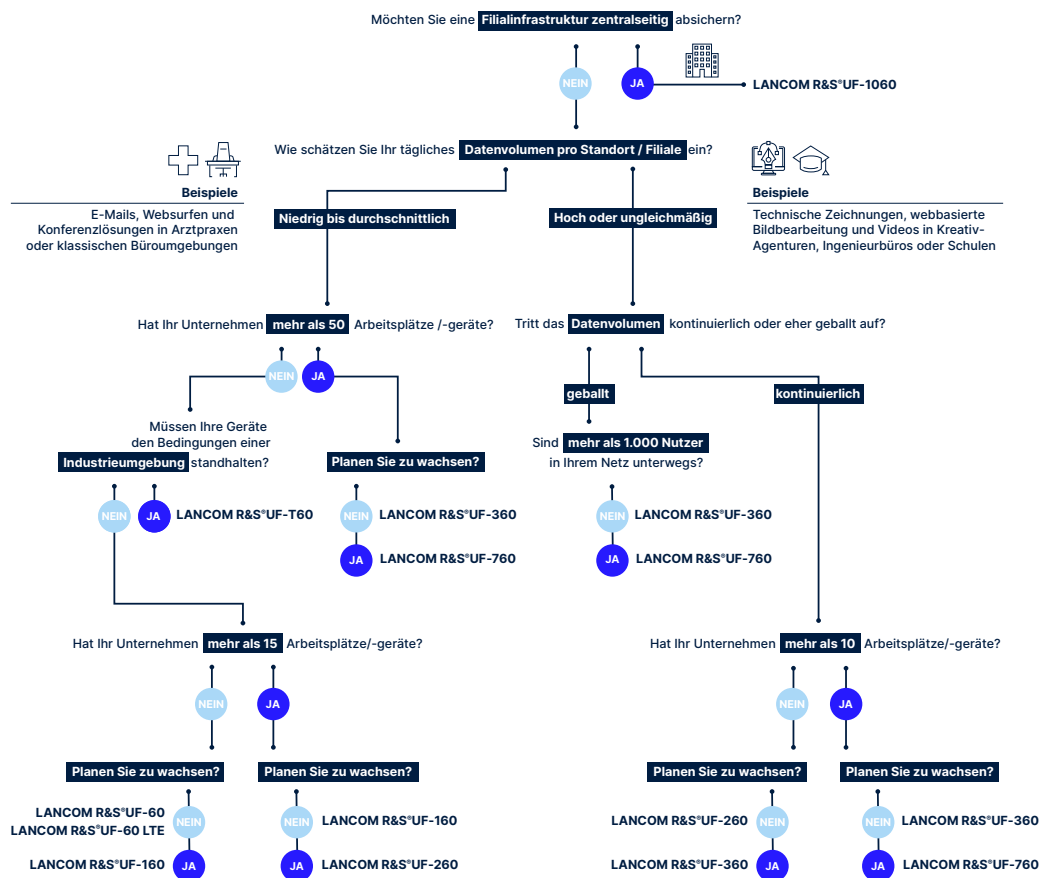 Möchten Sie eine Filialinfrastruktur zentralseitig absichern?
NEIN
JA
LANCOM R&S®UF-1060
Wie schätzen Sie Ihr tägliches Datenvolumen pro Standort / Filiale ein?
Beispiele
E-Mails, Websurfen und
Konferenzlösungen in Arztpraxen
oder klassischen Büroumgebungen
Niedrig bis durchschnittlich
Hoch oder ungleichmäßig
Beispiele
Technische Zeichnungen, webbasierte
Bildbearbeitung und Videos in Kreativ-
Agenturen, Ingenieurbüros oder Schulen
Hat Ihr Unternehmen mehr als 50 Arbeitsplätze /-geräte?
Tritt das Datenvolumen kontinuierlich oder eher geballt auf?
NEIN
JA
geballt
kontinuierlich
Müssen Ihre Geräte
den Bedingungen einer
Industrieumgebung standhalten?
Planen Sie zu wachsen?
Sind mehr als 1.000 Nutzer
in Ihrem Netz unterwegs?
NEIN
JA
LANCOM R&S®UF-T60
NEIN
LANCOM R&S®UF-360
JA
LANCOM R&S®UF-760
NEIN
LANCOM R&S®UF-360
JA
LANCOM R&S®UF-760
Hat Ihr Unternehmen mehr als 15 Arbeitsplätze/-geräte?
Hat Ihr Unternehmen mehr als 10 Arbeitsplätze/-geräte?
NEIN
JA
NEIN
JA
Planen Sie zu wachsen?
Planen Sie zu wachsen?
Planen Sie zu wachsen?
Planen Sie zu wachsen?
LANCOM R&S®UF-60
LANCOM R&S®UF-60 LTE
NEIN
LANCOM R&S®UF-160
JA
NEIN
LANCOM R&S®UF-160
JA
LANCOM R&S®UF-260
LANCOM R&S®UF-260
NEIN
LANCOM R&S®UF-360
JA
NEIN
LANCOM R&S®UF-360
JA
LANCOM R&S®UF-760